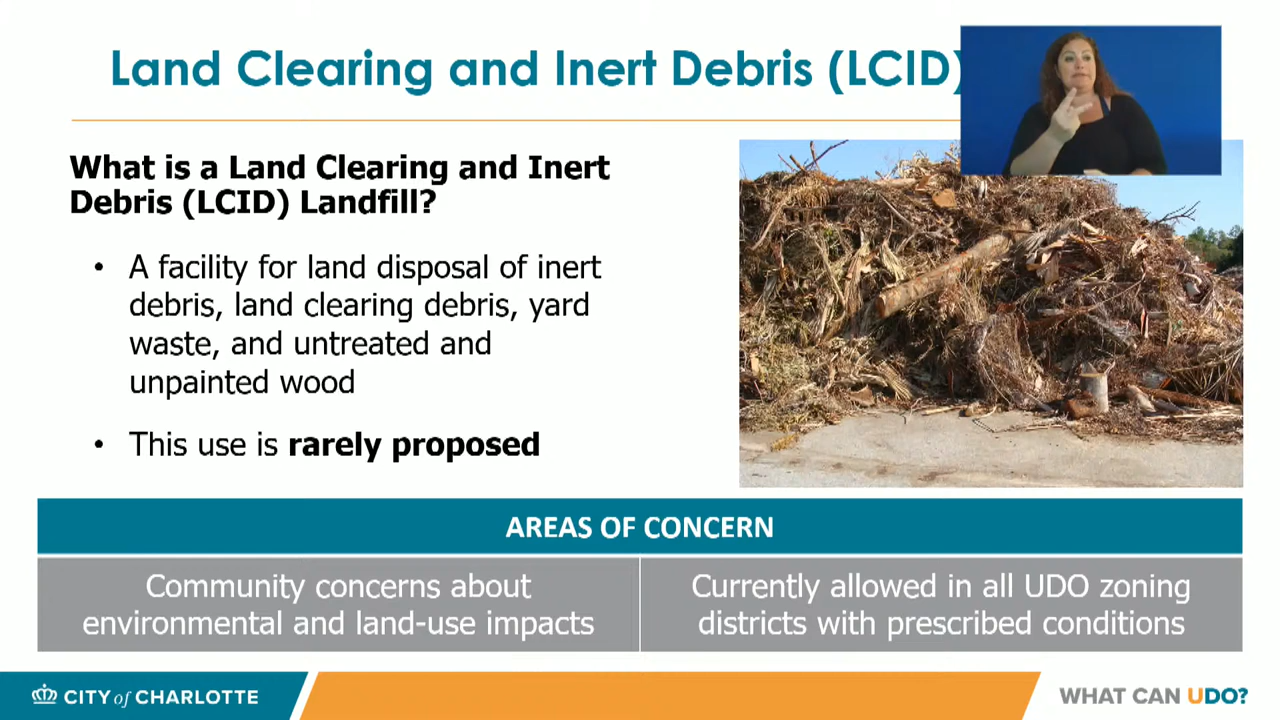 Land Clearing and Inert Debris (LCID)
What is a Land Clearing and Inert
Debris (LCID) Landfill?
• A facility for land disposal of inert
debris, land clearing debris, yard
waste, and untreated and
unpainted wood
• This use is rarely proposed
AREAS OF CONCERN
Community concerns about
environmental and land-use impacts
Currently allowed in all UDO zoning
districts with prescribed conditions
CITY of CHARLOTTE
WHAT CAN UDO?